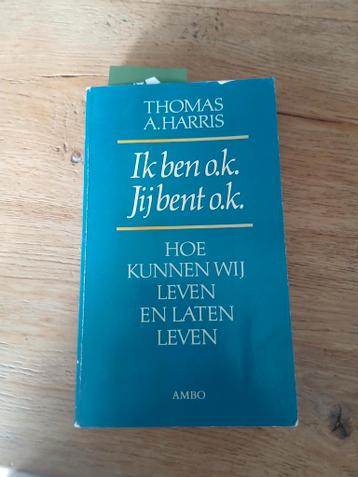 THOMAS
A. HARRIS
Ik ben o.k.
Jij bent o.k.
HOE
KUNNEN WIJ
LEVEN
EN LATEN
LEVEN
AMBO